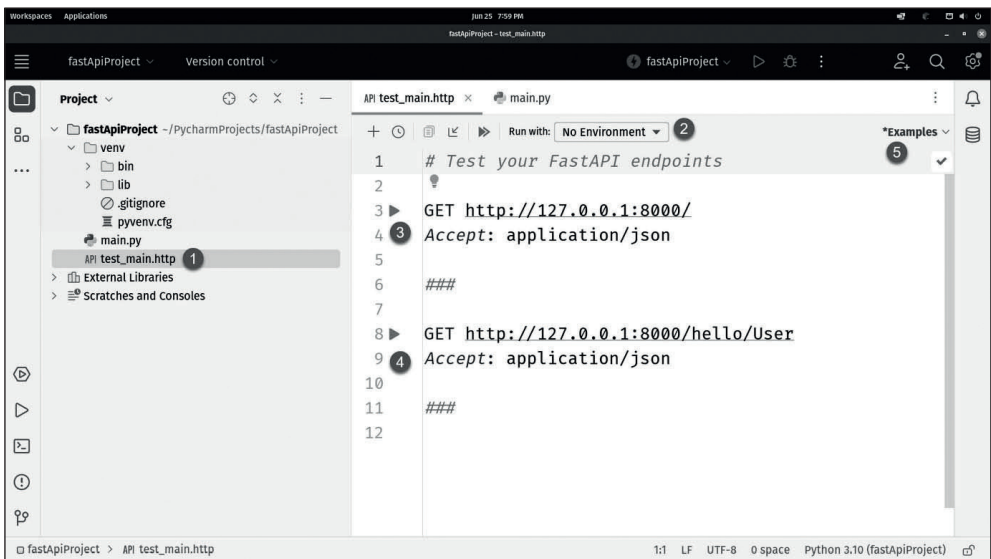 Workspaces Applications
Jun 25 7:59 PM
fastApiProject – test_main.http
fastApiProject
Version control
fastApiProject
Project
fastApiProject ~/PycharmProjects/fastApiProject
venv
bin
lib
.gitignore
pyvenv.cfg
main.py
API test_main.http 1
External Libraries
Scratches and Consoles
API test_main.http × main.py
Run with: No Environment 2
*Examples
5
1 # Test your FastAPI endpoints
2
3 GET http://127.0.0.1:8000/
4 3 Accept: application/json
5
6 ###
7
8 GET http://127.0.0.1:8000/hello/User
9 4 Accept: application/json
10
11 ###
12
fastApiProject > API test_main.http
1:1 LF UTF-8 0 space Python 3.10 (fastApiProject)